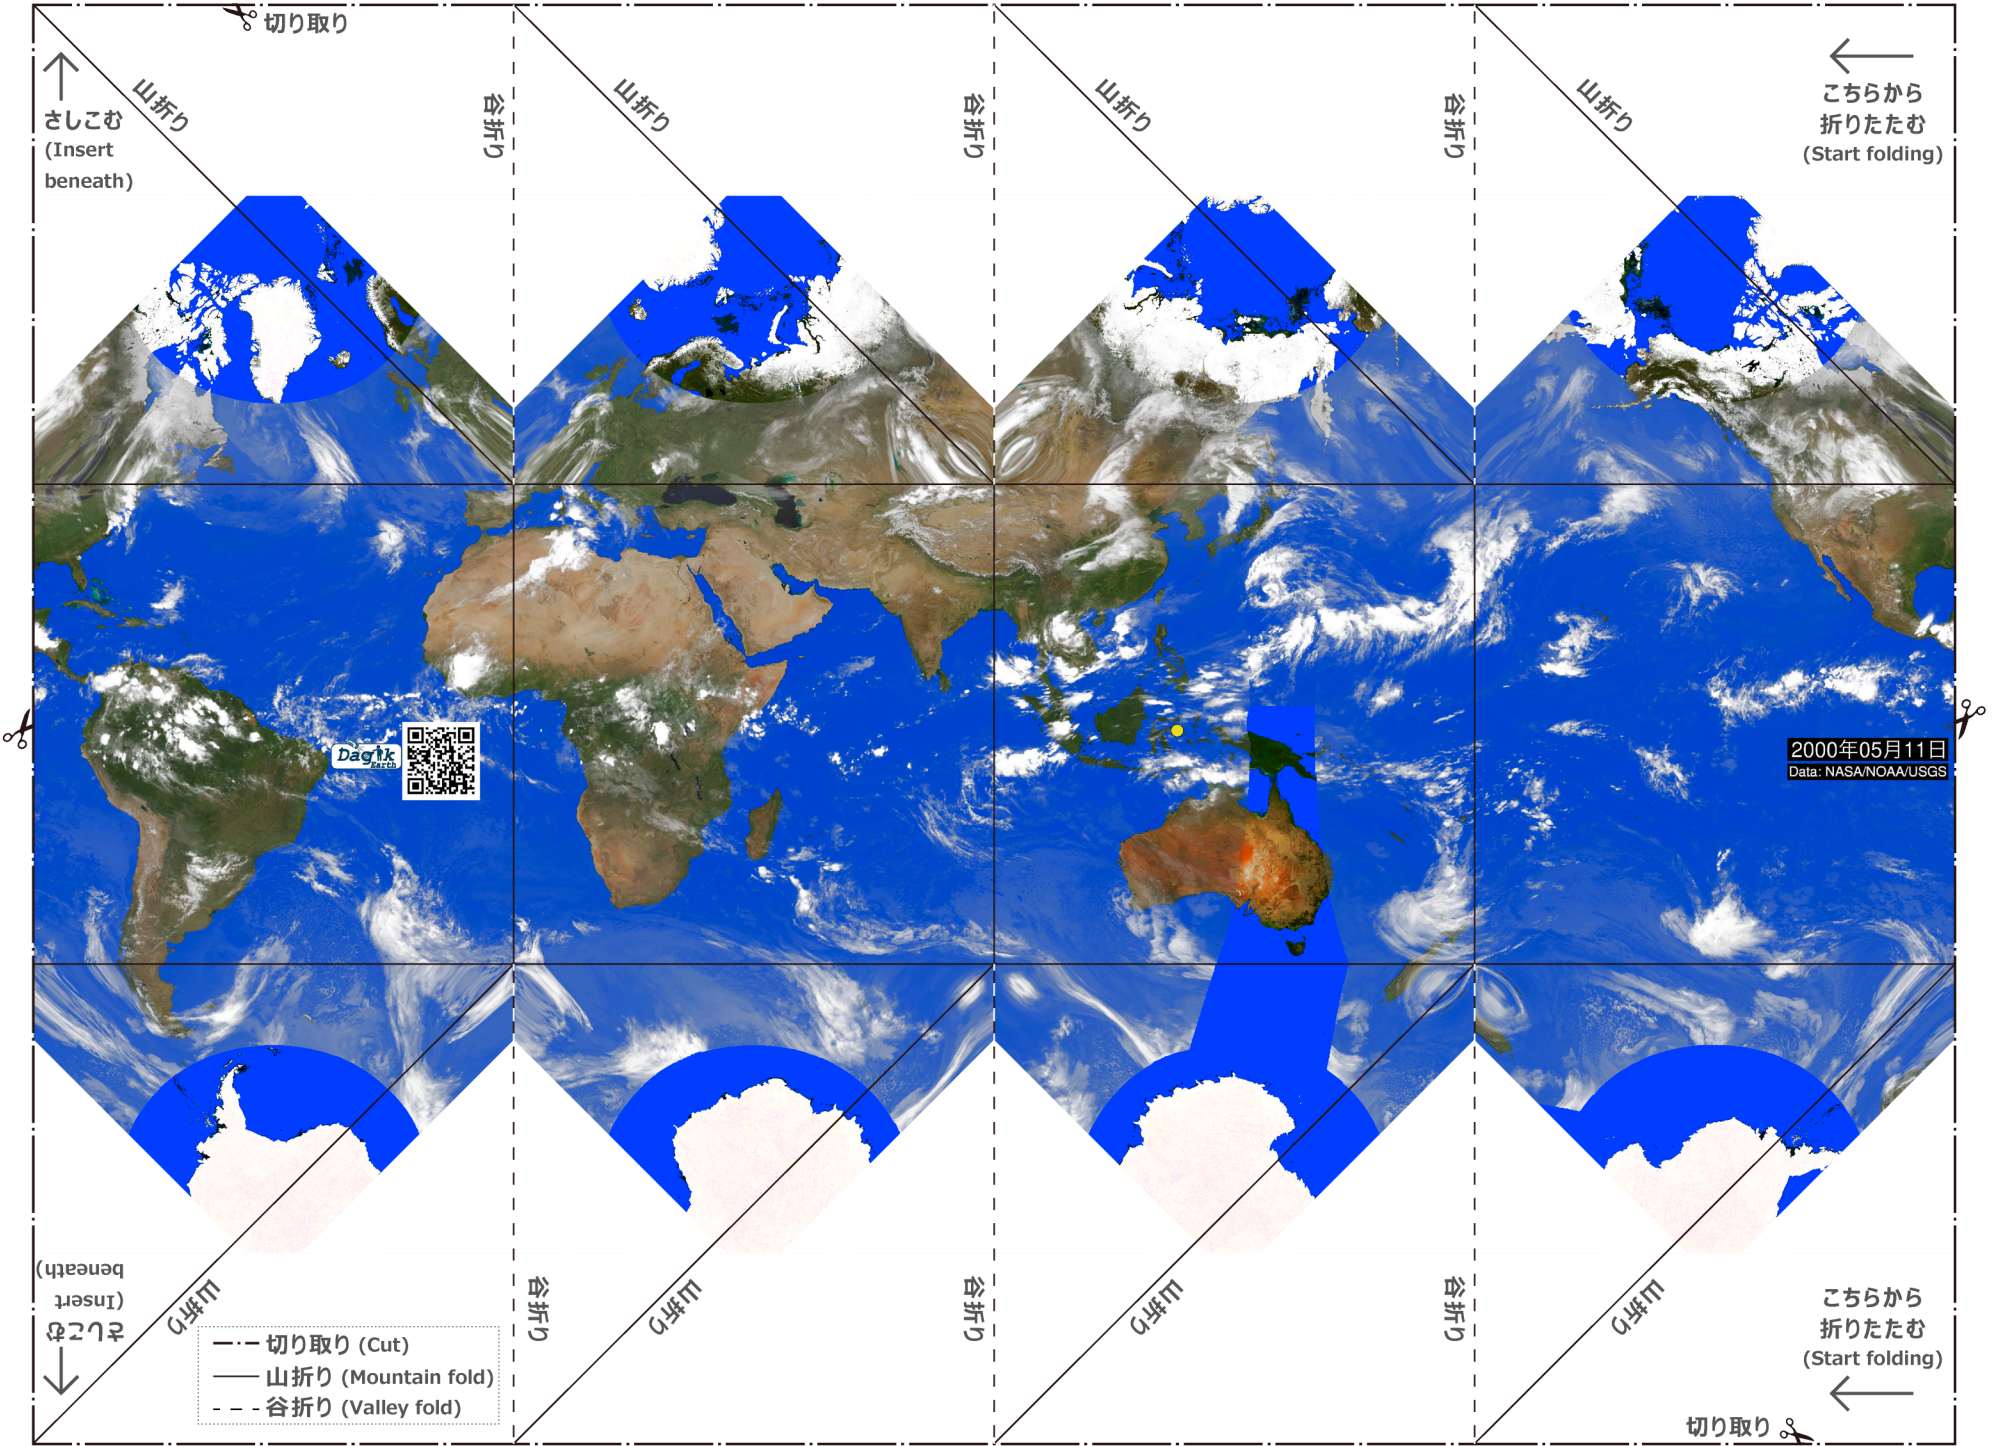 切り取り
さしこむ
(Insert
beneath)
山折り
谷折り
山折り
谷折り
山折り
谷折り
山折り
こちらから
折りたたむ
(Start folding)
Dagik
Earth
2000年05月11日
Data: NASA/NOAA/USGS
さしこむ
(Insert
beneath)
山折り
谷折り
山折り
谷折り
山折り
谷折り
山折り
こちらから
折りたたむ
(Start folding)
切り取り (Cut)
山折り (Mountain fold)
谷折り (Valley fold)
切り取り